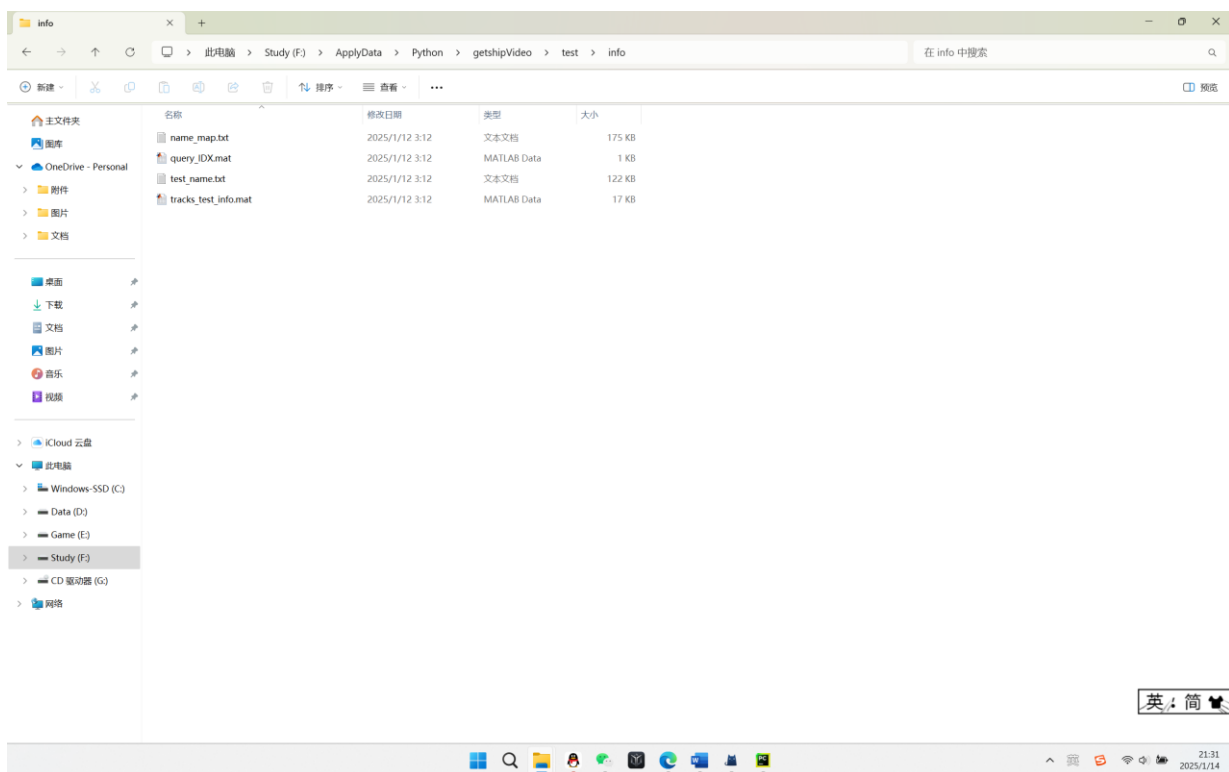 info
此电脑 > Study (F:) > ApplyData > Python > getshipVideo > test > info
在 info 中搜索
新建
排序
查看
预览
名称 修改日期 类型 大小
name_map.txt 2025/1/12 3:12 文本文档 175 KB
query_IDX.mat 2025/1/12 3:12 MATLAB Data 1 KB
test_name.txt 2025/1/12 3:12 文本文档 122 KB
tracks_test_info.mat 2025/1/12 3:12 MATLAB Data 17 KB
主文件夹
图库
OneDrive - Personal
附件
图片
文档
桌面
下载
文档
图片
音乐
视频
iCloud 云盘
此电脑
Windows-SSD (C:)
Data (D:)
Game (E:)
Study (F:)
CD 驱动器 (G:)
网络
英 简
21:31
2025/1/14